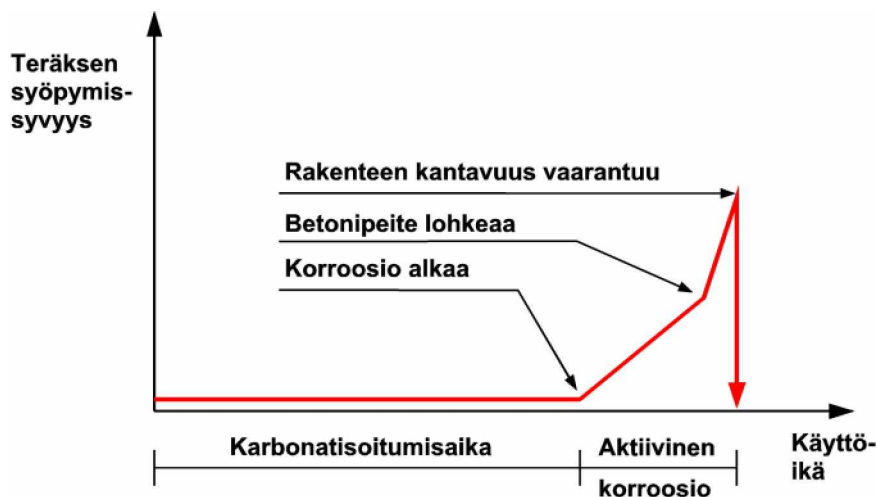 Teräksen
syöpymis-
syvyys
Rakenteen kantavuus vaarantuu
Betonipeite lohkeaa
Korroosio alkaa
Karbonatisoitumisaika
Aktiivinen
korroosio
Käyttö-
ikä